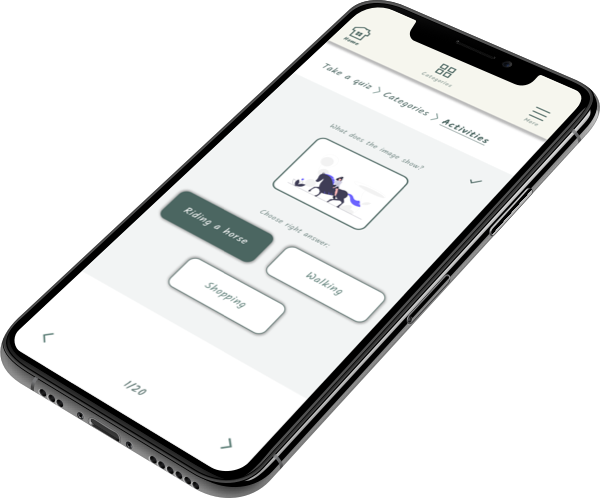 Home
Categories
More
Take a quiz > Categories > Activities
What does the image show?
Choose right answer:
Riding a horse
Walking
Shopping
1/20